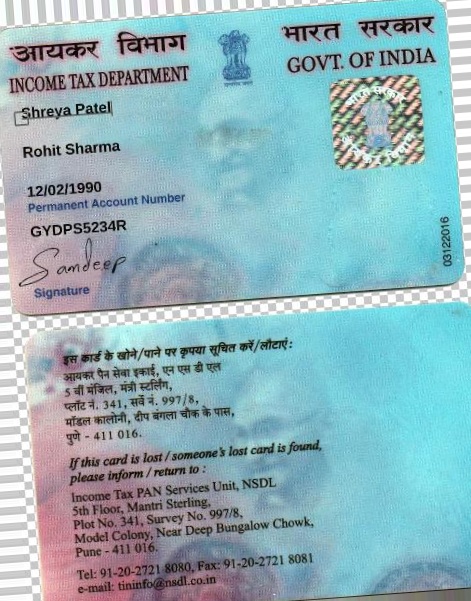 आयकर विभाग
भारत सरकार
INCOME TAX DEPARTMENT
GOVT. OF INDIA
Shreya Patel
Rohit Sharma
12/02/1990
Permanent Account Number
GYDPS5234R
Sandeep
Signature
03122016
भारत सरकार
आयकर विभाग
इस कार्ड के खोने/पाने पर कृपया सूचित करें/लौटाएं:
आयकर पैन सेवा इकाई, एन एस डी एल
5 वीं मंजिल, मंत्री स्टर्लिंग,
प्लॉट नं. 341, सर्वे नं. 997/8,
मॉडल कालोनी, दीप बंगला चौक के पास,
पुणे - 411 016.
If this card is lost / someone's lost card is found,
please inform / return to :
Income Tax PAN Services Unit, NSDL
5th Floor, Mantri Sterling,
Plot No. 341, Survey No. 997/8,
Model Colony, Near Deep Bungalow Chowk,
Pune - 411 016.
Tel: 91-20-2721 8080, Fax: 91-20-2721 8081
e-mail: tininfo@nsdl.co.in